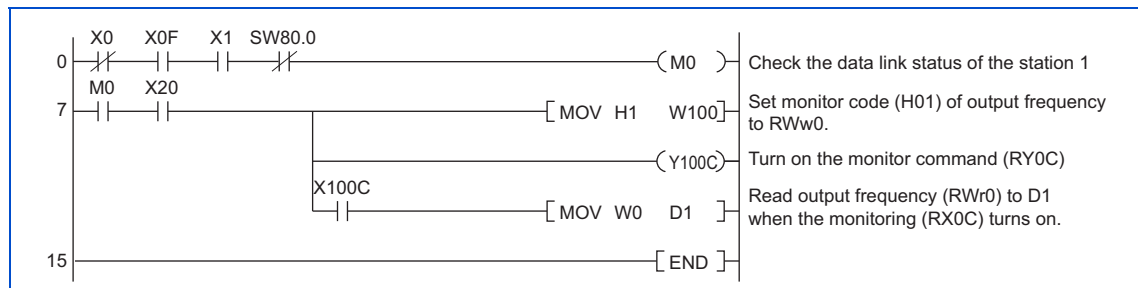 X0 X0F X1 SW80.0
0 M0 Check the data link status of the station 1
M0 X20
7 MOV H1 W100 Set monitor code (H01) of output frequency
to RWw0.
Y100C Turn on the monitor command (RY0C)
X100C
MOV W0 D1 Read output frequency (RWr0) to D1
when the monitoring (RX0C) turns on.
15 END